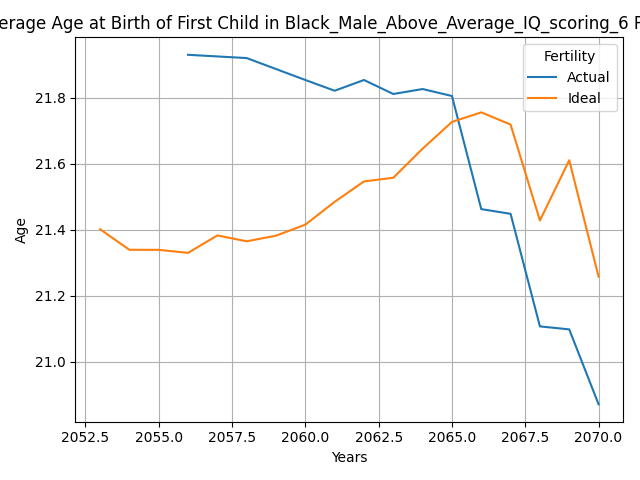 Average Age at Birth of First Child in Black_Male_Above_Average_IQ_scoring_6
Fertility
Actual
Ideal
21.8
21.6
21.4
21.2
21.0
Age
2052.5 2055.0 2057.5 2060.0 2062.5 2065.0 2067.5 2070.0
Years